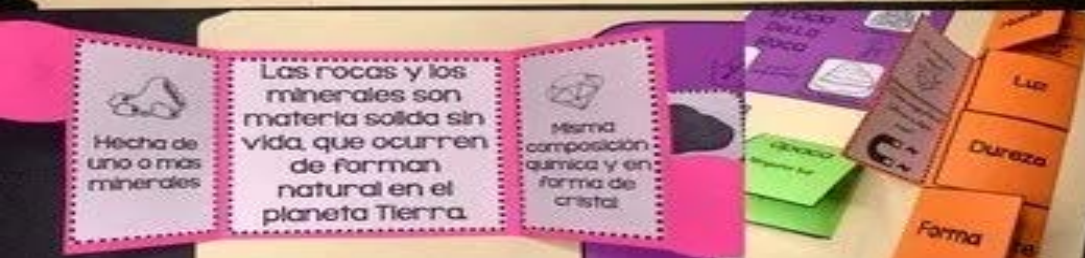 Hecha de
uno o mas
minerales
Las rocas y los
minerales son
materia solida sin
vida, que ocurren
de forman
natural en el
planeta Tierra.
Misma
composición
quimica y en
forma de
cristal
Opaco
Luz
Dureza
Forma